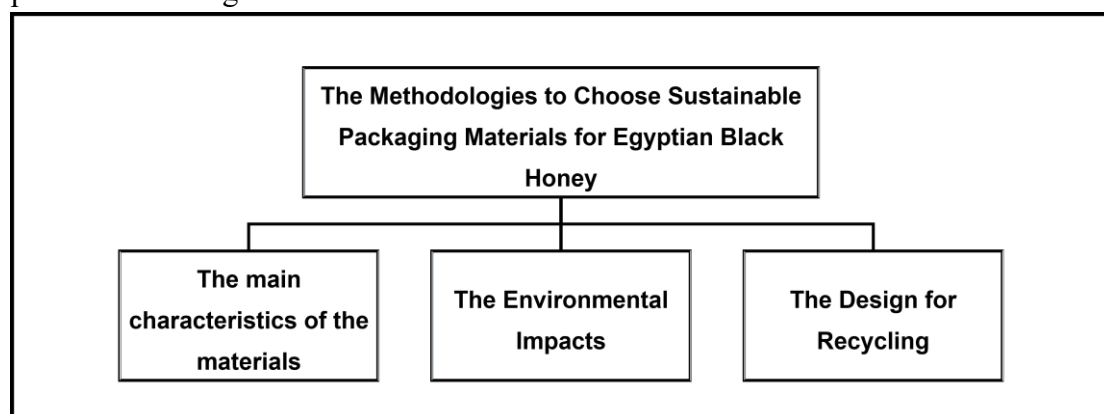 The Methodologies to Choose Sustainable
Packaging Materials for Egyptian Black
Honey
The main
characteristics of the
materials
The Environmental
Impacts
The Design for
Recycling